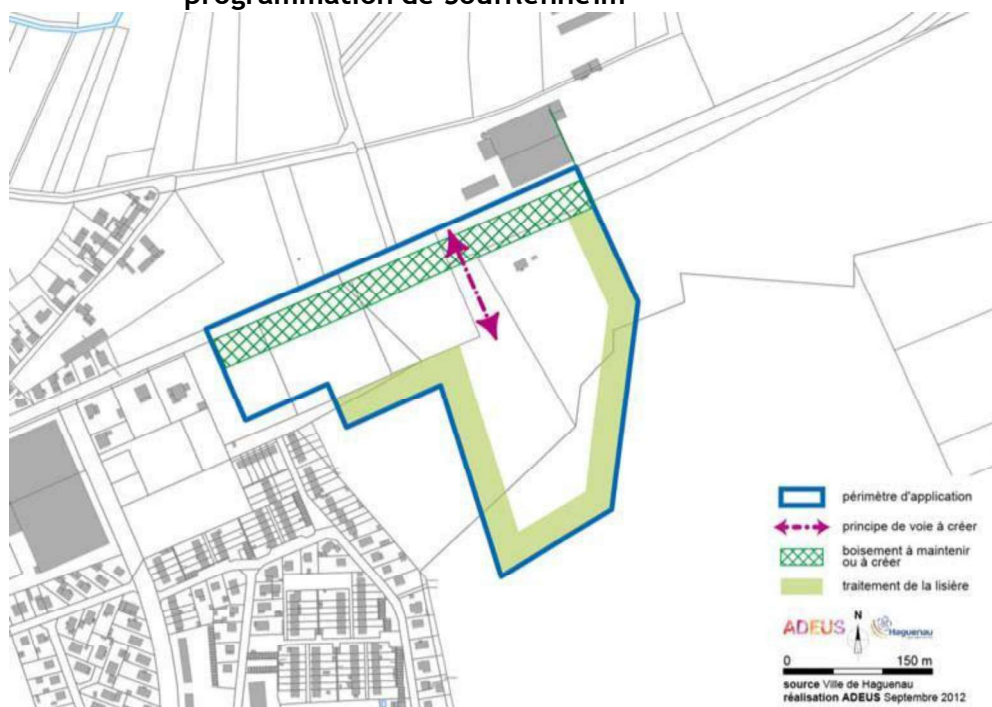 programmation de Soufflenheim
périmètre d'application
principe de voie à créer
boisement à maintenir
ou à créer
traitement de la lisière
ADEUS
N
Haguenau
0
150 m
source Ville de Haguenau
réalisation ADEUS Septembre 2012